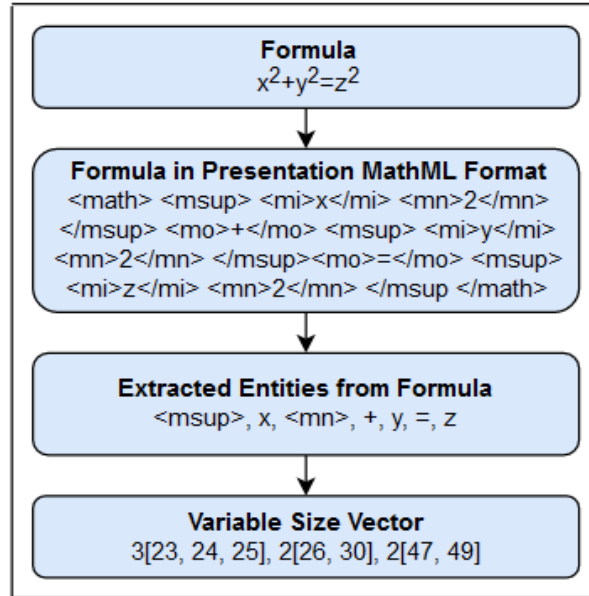 Formula
x²+y²=z²
Formula in Presentation MathML Format
<math> <msup> <mi>x</mi> <mn>2</mn>
</msup> <mo>+</mo> <msup> <mi>y</mi>
<mn>2</mn> </msup><mo>=</mo> <msup>
<mi>z</mi> <mn>2</mn> </msup </math>
Extracted Entities from Formula
<msup>, x, <mn>, +, y, =, z
Variable Size Vector
3[23, 24, 25], 2[26, 30], 2[47, 49]